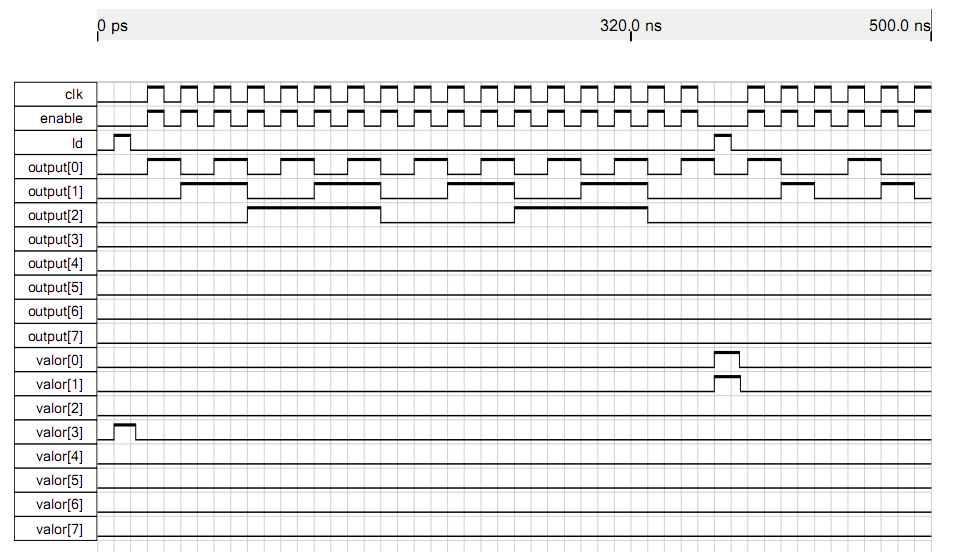 0 ps 320.0 ns 500.0 ns
clk
enable
ld
output[0]
output[1]
output[2]
output[3]
output[4]
output[5]
output[6]
output[7]
valor[0]
valor[1]
valor[2]
valor[3]
valor[4]
valor[5]
valor[6]
valor[7]